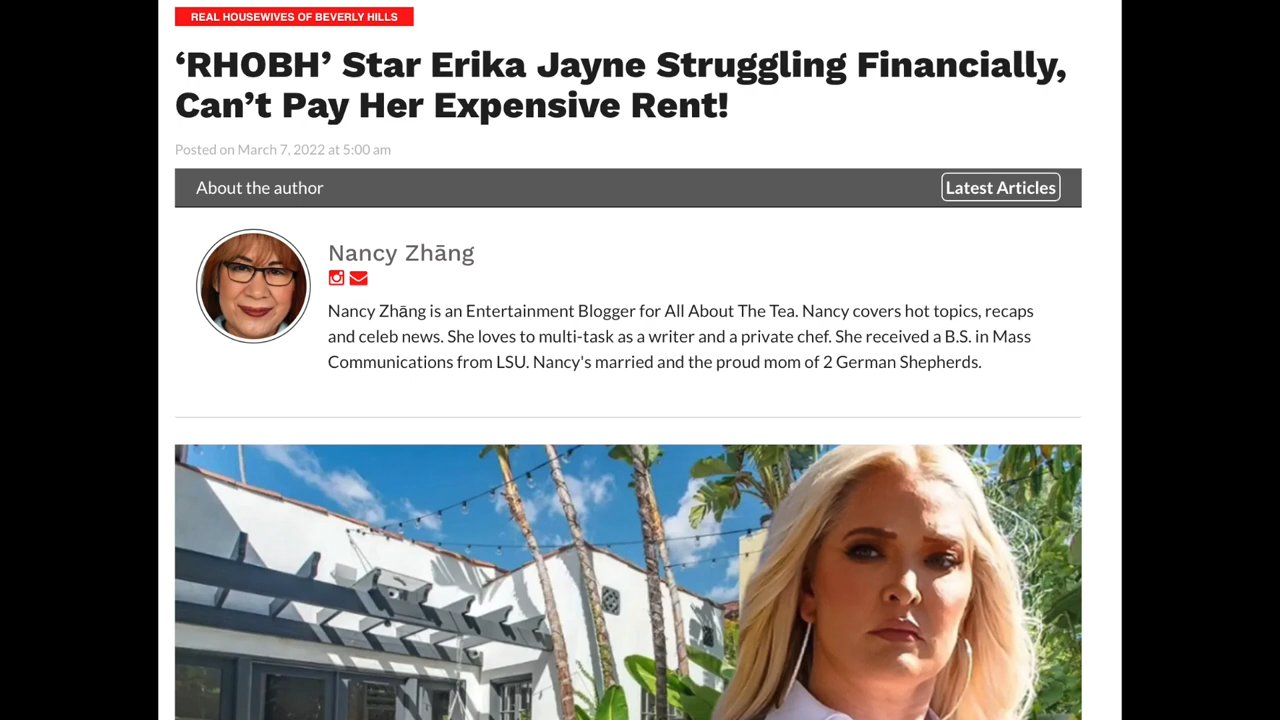 REAL HOUSEWIVES OF BEVERLY HILLS
‘RHOBH’ Star Erika Jayne Struggling Financially,
Can’t Pay Her Expensive Rent!
Posted on March 7, 2022 at 5:00 am
About the author
Latest Articles
Nancy Zhāng
Nancy Zhāng is an Entertainment Blogger for All About The Tea. Nancy covers hot topics, recaps
and celeb news. She loves to multi-task as a writer and a private chef. She received a B.S. in Mass
Communications from LSU. Nancy's married and the proud mom of 2 German Shepherds.